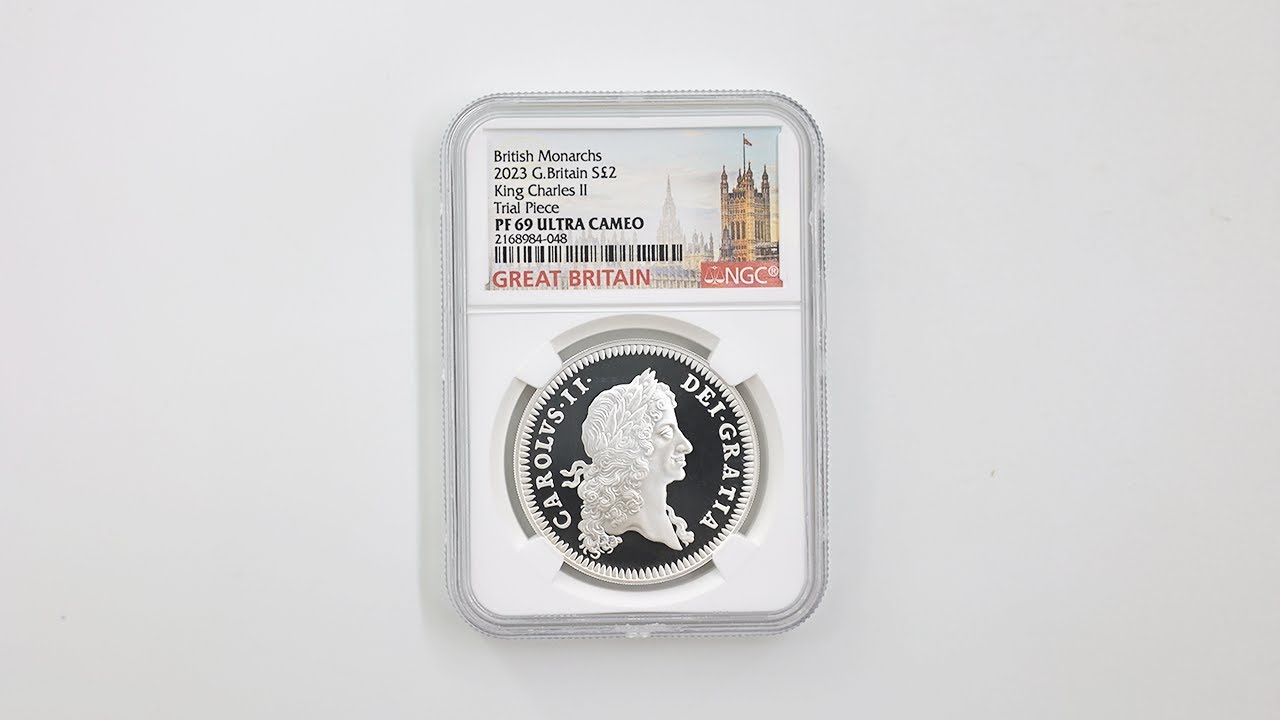 British Monarchs
2023 G.Britain S£2
King Charles II
Trial Piece
PF 69 ULTRA CAMEO
2168984-048
GREAT BRITAIN
NGC®
CAROLVS·II· DEI·GRATIA